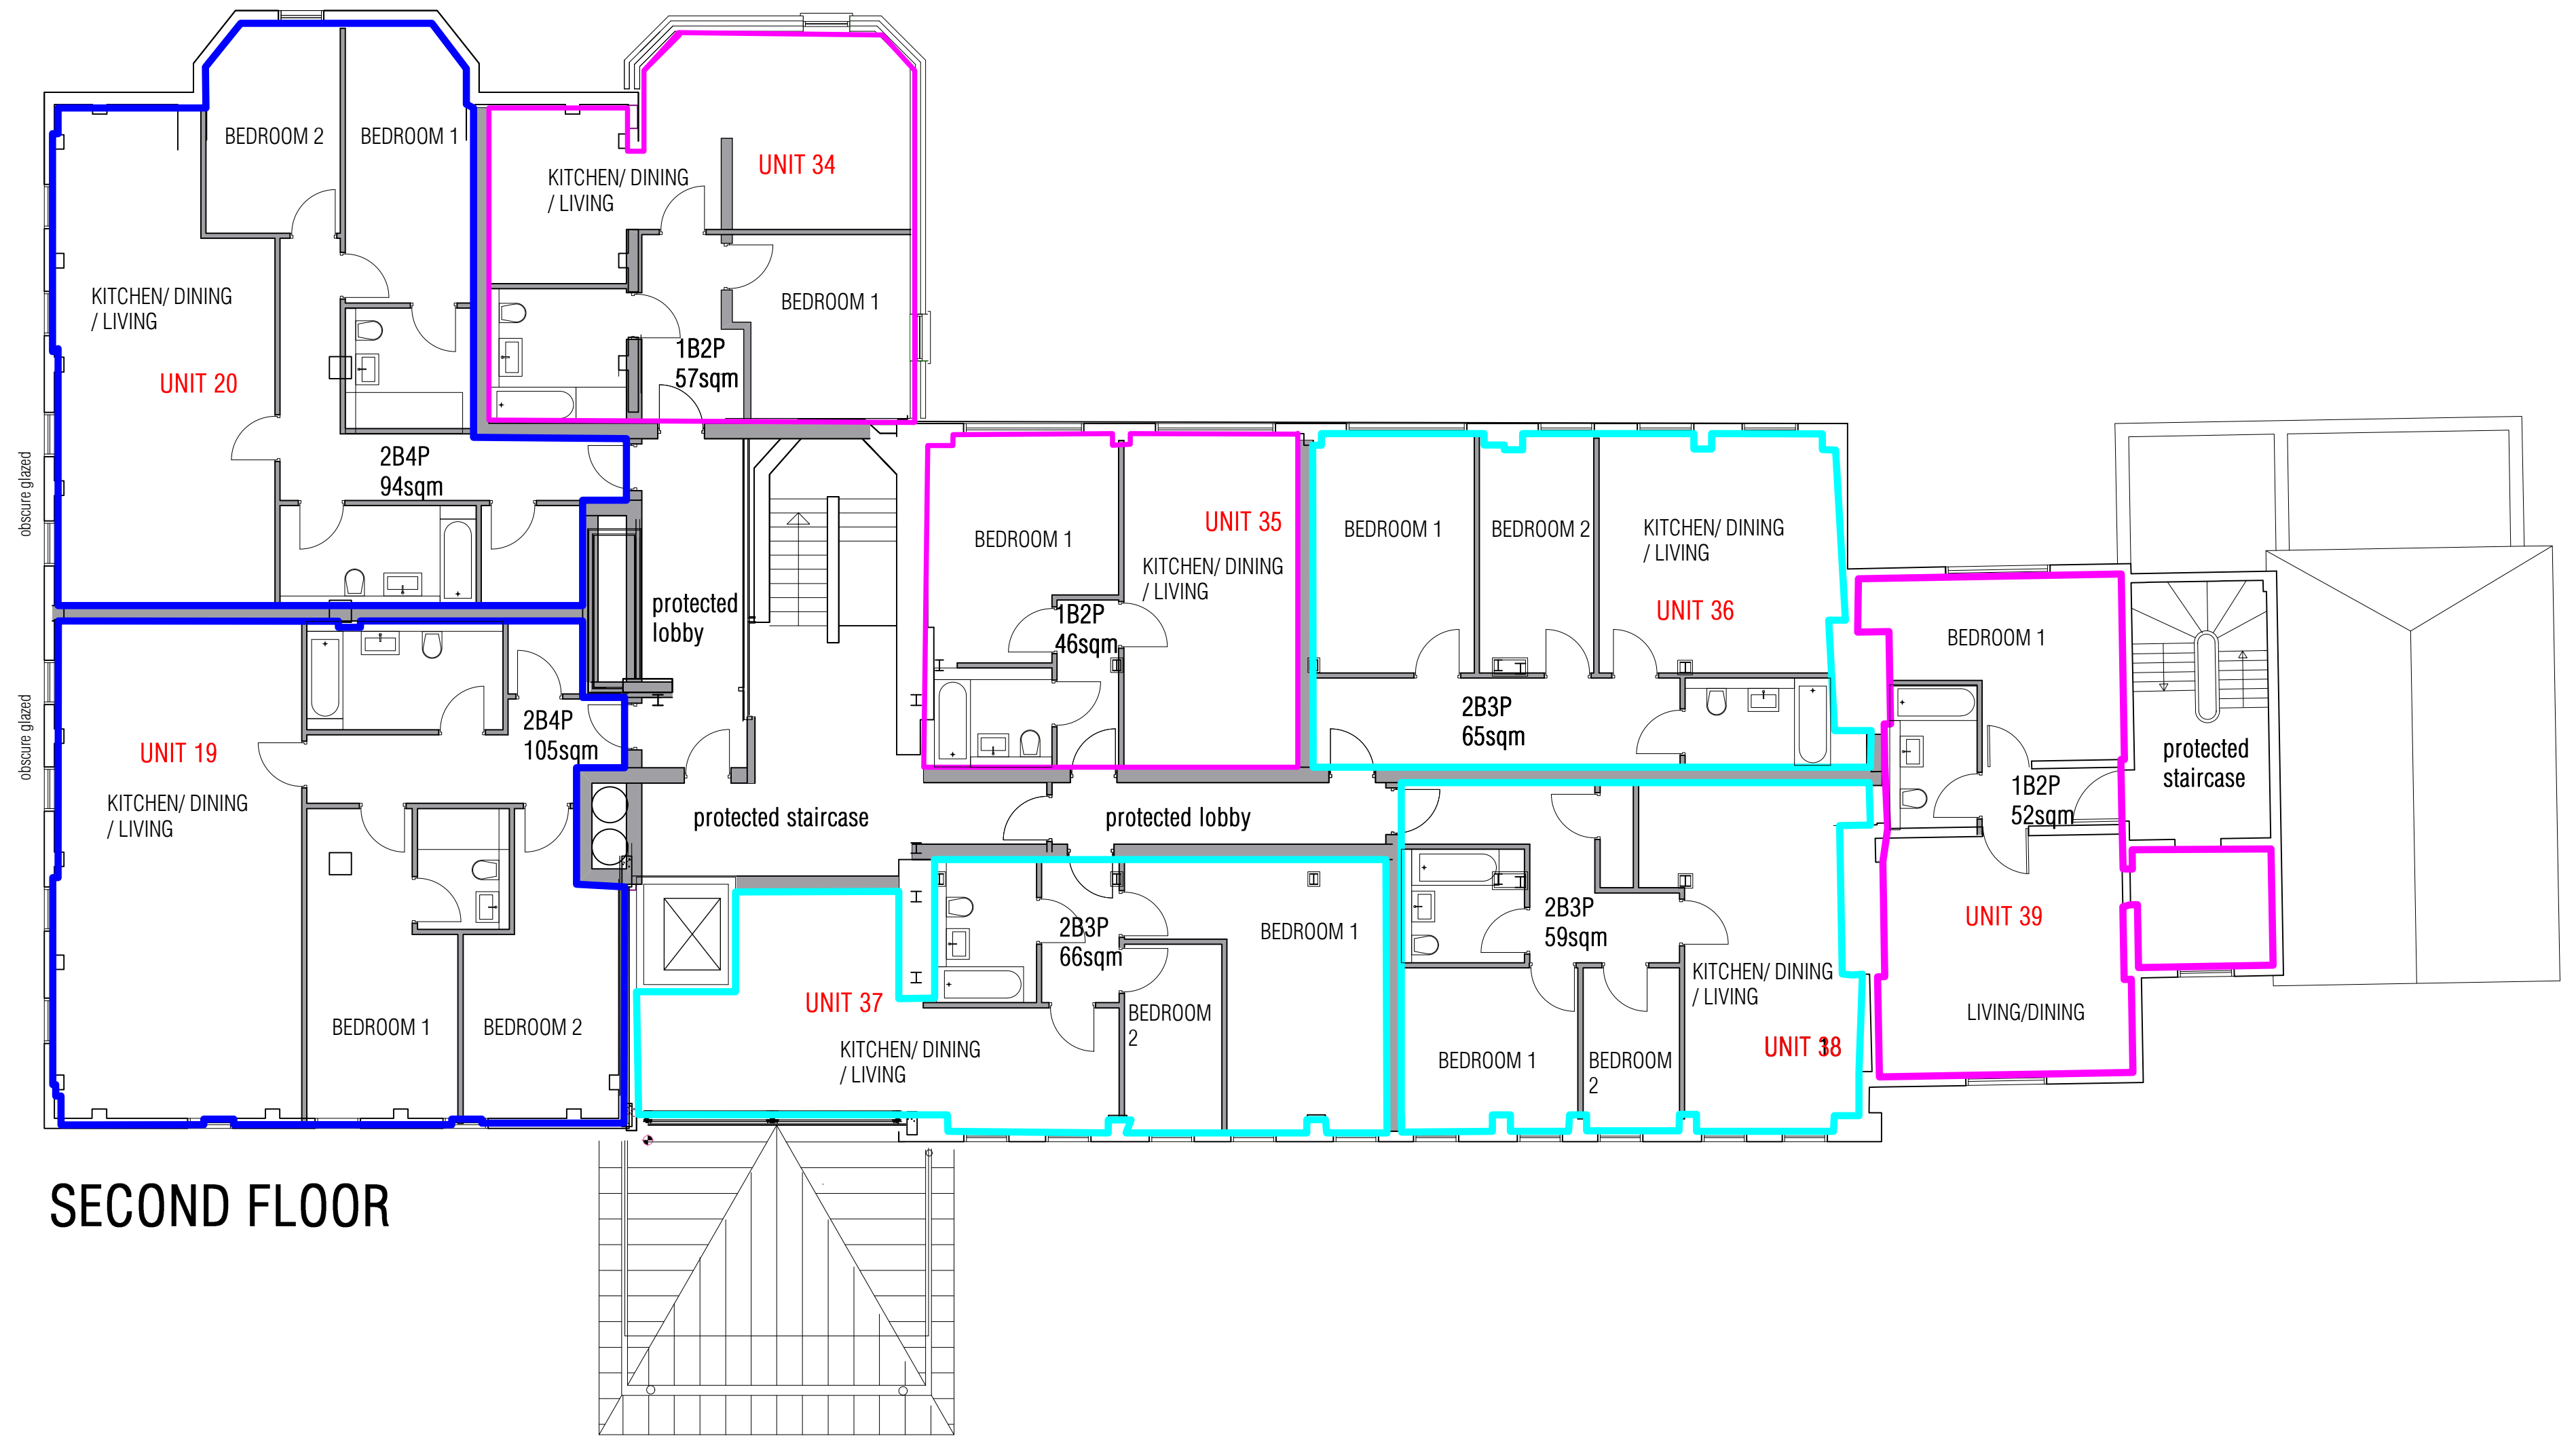 BEDROOM 2
BEDROOM 1
KITCHEN/ DINING
/ LIVING
UNIT 20
2B4P
94sqm
obscure glazed
UNIT 34
KITCHEN/ DINING
/ LIVING
BEDROOM 1
1B2P
57sqm
protected
lobby
UNIT 35
BEDROOM 1
KITCHEN/ DINING
/ LIVING
1B2P
46sqm
BEDROOM 1
BEDROOM 2
KITCHEN/ DINING
/ LIVING
UNIT 36
2B3P
65sqm
BEDROOM 1
1B2P
52sqm
protected
staircase
UNIT 39
LIVING/DINING
obscure glazed
UNIT 19
KITCHEN/ DINING
/ LIVING
2B4P
105sqm
BEDROOM 1
BEDROOM 2
protected staircase
protected lobby
UNIT 37
KITCHEN/ DINING
/ LIVING
2B3P
66sqm
BEDROOM 1
BEDROOM
2
2B3P
59sqm
KITCHEN/ DINING
/ LIVING
UNIT 38
BEDROOM 1
BEDROOM
2
SECOND FLOOR